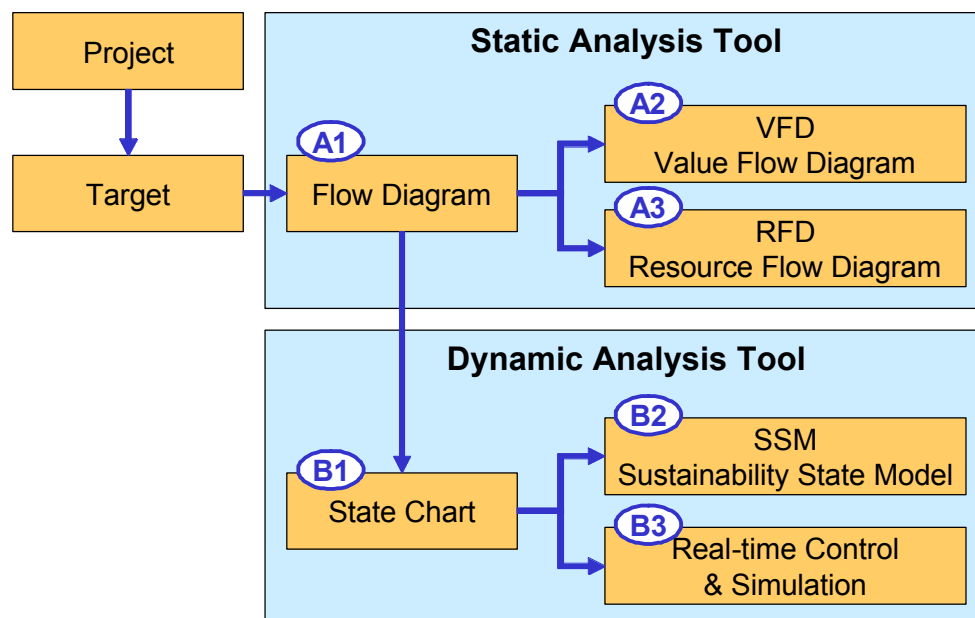 Project
Target
Static Analysis Tool
A1
Flow Diagram
A2
VFD
Value Flow Diagram
A3
RFD
Resource Flow Diagram
Dynamic Analysis Tool
B1
State Chart
B2
SSM
Sustainability State Model
B3
Real-time Control
& Simulation